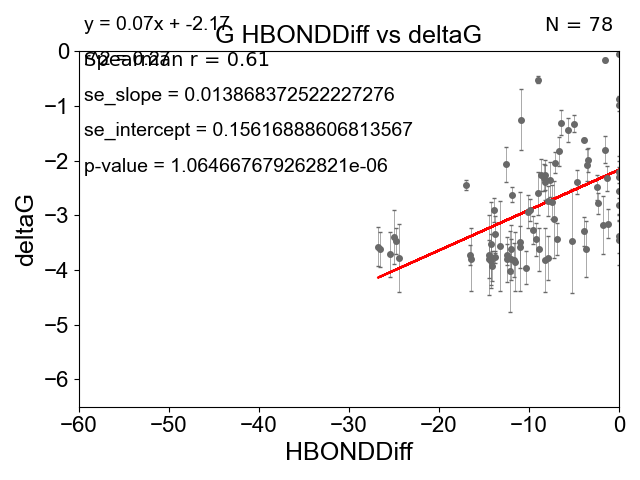 y = 0.07x + -2.17
N = 78
G HBONDDiff vs deltaG
Spearman r = 0.61
se_slope = 0.013868372522227276
se_intercept = 0.15616888606813567
p-value = 1.064667679262821e-06
deltaG
0
−1
−2
−3
−4
−5
−6
−60
−50
−40
−30
−20
−10
0
HBONDDiff